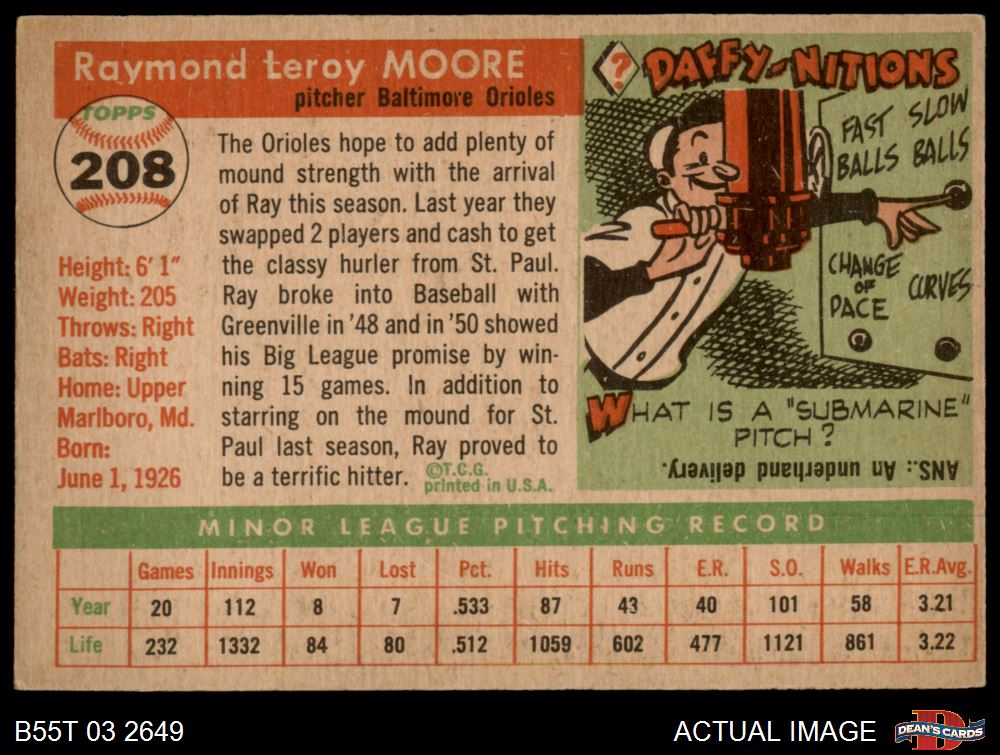 Raymond Leroy MOORE
pitcher Baltimore Orioles
TOPPS
208
Height: 6' 1"
Weight: 205
Throws: Right
Bats: Right
Home: Upper
Marlboro, Md.
Born:
June 1, 1926
The Orioles hope to add plenty of
mound strength with the arrival
of Ray this season. Last year they
swapped 2 players and cash to get
the classy hurler from St. Paul.
Ray broke into Baseball with
Greenville in '48 and in '50 showed
his Big League promise by win-
ning 15 games. In addition to
starring on the mound for St.
Paul last season, Ray proved to
be a terrific hitter.
©T.C.G.
printed in U.S.A.
?
DAFFY-NITIONS
FAST BALLS
SLOW BALLS
CHANGE OF PACE
CURVES
WHAT IS A "SUBMARINE"
PITCH?
ANS.: An underhand delivery.
MINOR LEAGUE PITCHING RECORD
Games Innings Won Lost Pct. Hits Runs E.R. S.O. Walks E.R.Avg.
Year 20 112 8 7 .533 87 43 40 101 58 3.21
Life 232 1332 84 80 .512 1059 602 477 1121 861 3.22
B55T 03 2649
ACTUAL IMAGE
D
DEAN'S CARDS